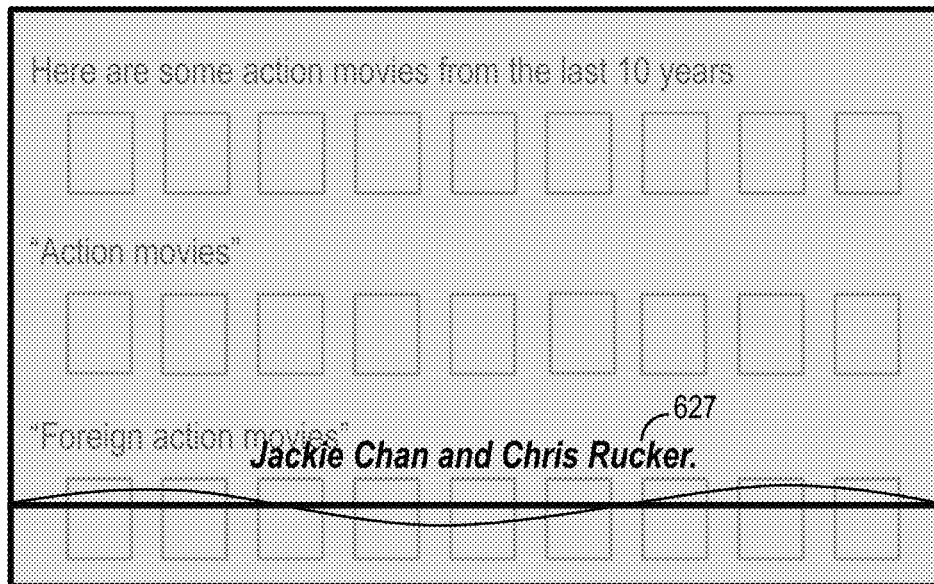 Here are some action movies from the last 10 years
“Action movies”
“Foreign action movies”
627
Jackie Chan and Chris Rucker.